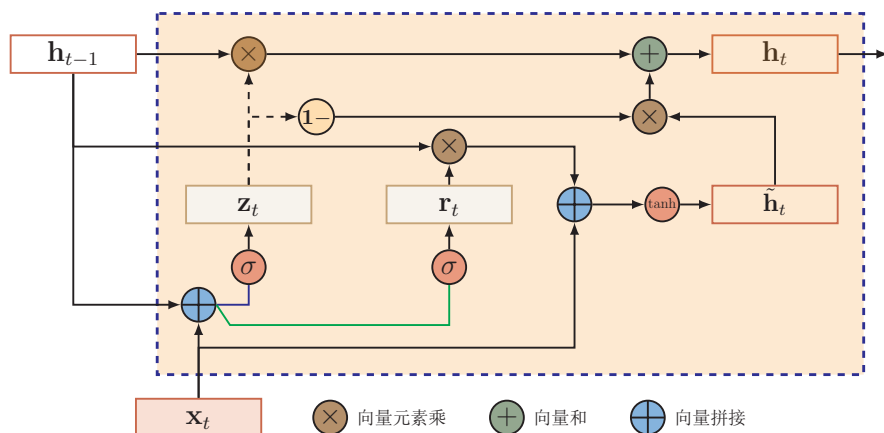 h_{t−1}
×
+
h_t
1−
×
×
z_t
r_t
tanh
h̃_t
σ
σ
x_t
× 向量元素乘
+ 向量和
向量拼接